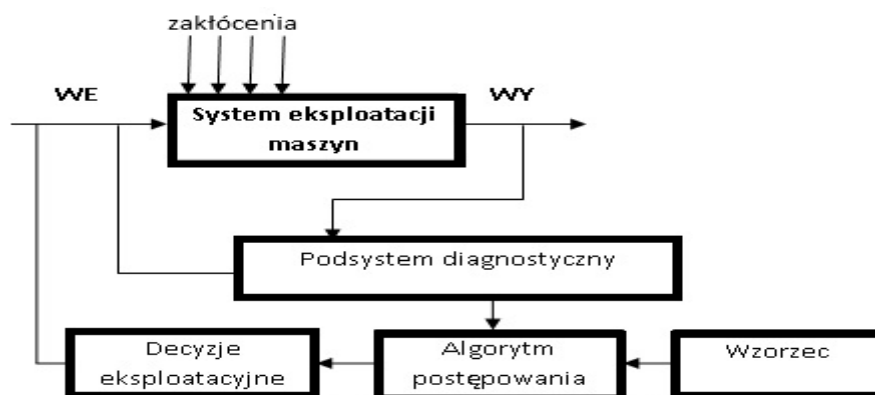 zakłócenia
WE
System eksploatacji
maszyn
WY
Podsystem diagnostyczny
Decyzje
eksploatacyjne
Algorytm
postępowania
Wzorzec